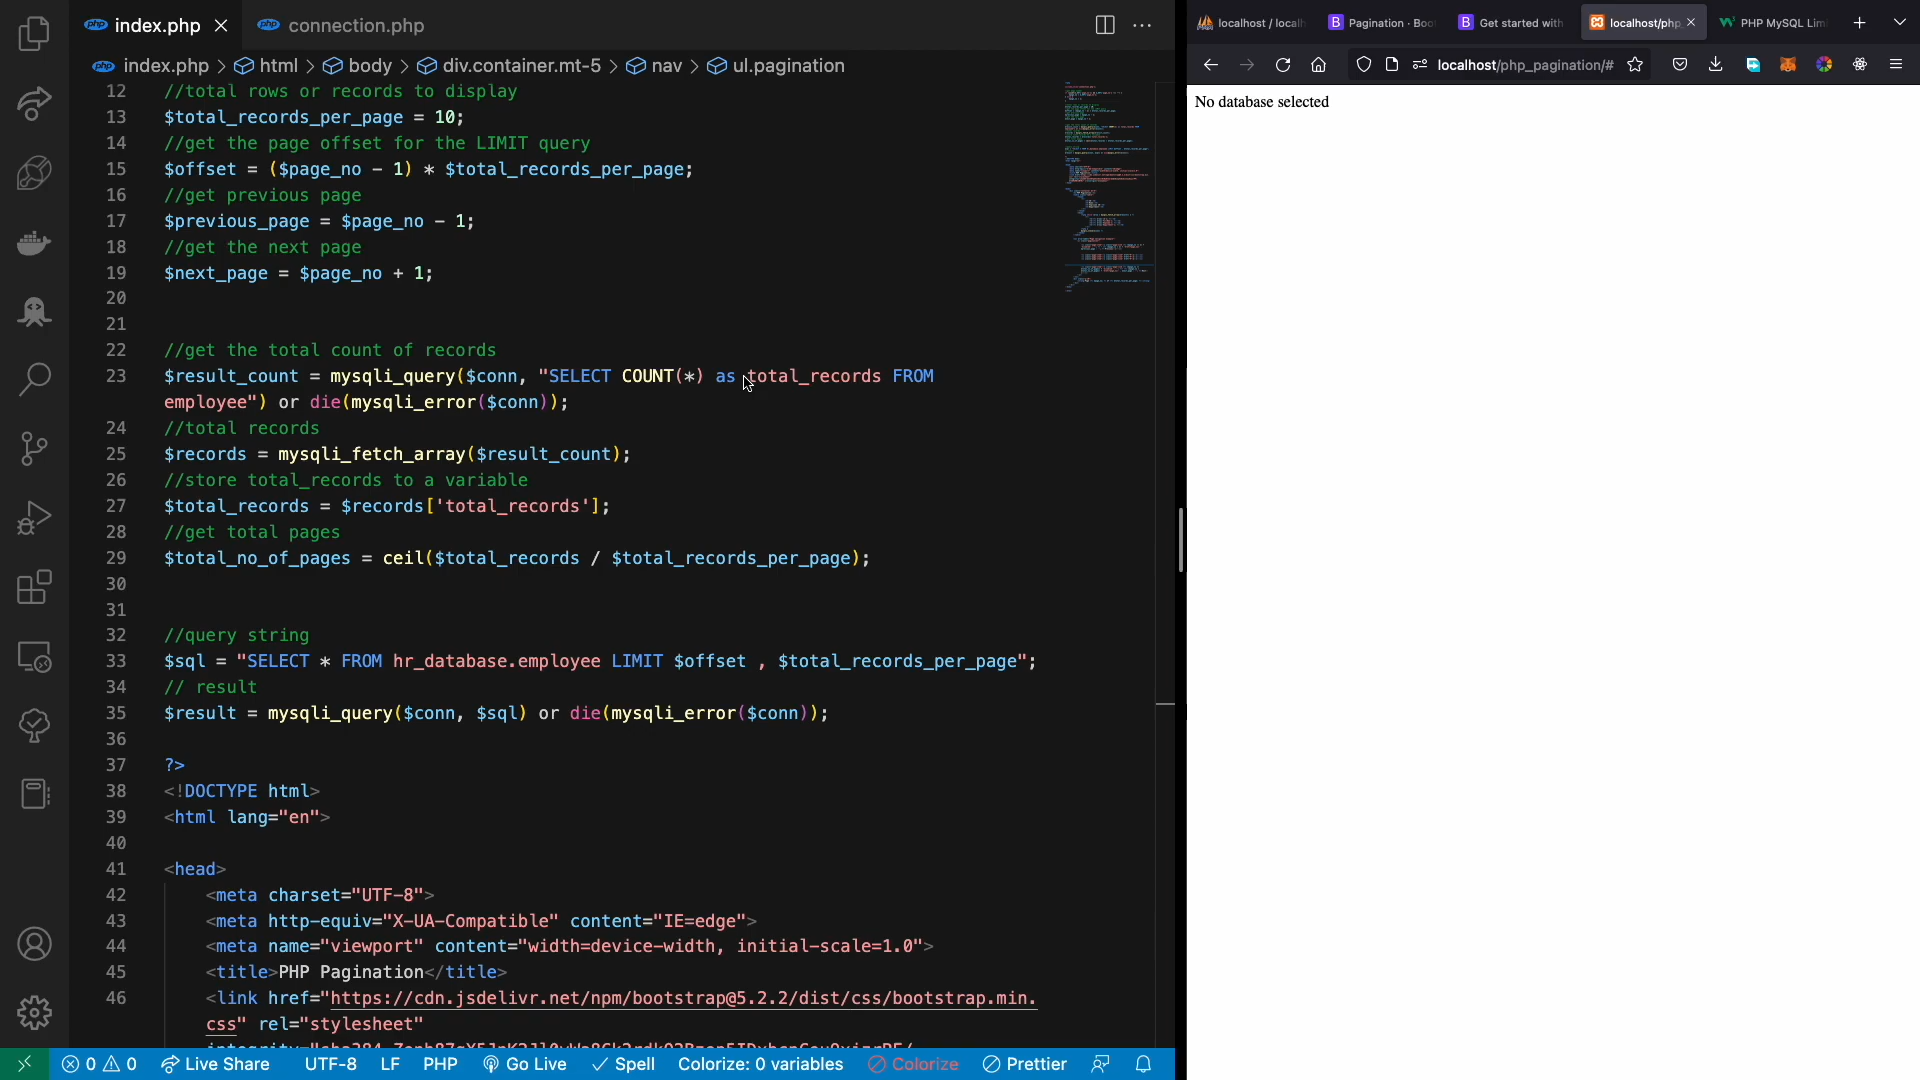 index.php
connection.php
index.php > html > body > div.container.mt-5 > nav > ul.pagination
12 //total rows or records to display
13 $total_records_per_page = 10;
14 //get the page offset for the LIMIT query
15 $offset = ($page_no - 1) * $total_records_per_page;
16 //get previous page
17 $previous_page = $page_no - 1;
18 //get the next page
19 $next_page = $page_no + 1;
20
21
22 //get the total count of records
23 $result_count = mysqli_query($conn, "SELECT COUNT(*) as total_records FROM
employee") or die(mysqli_error($conn));
24 //total records
25 $records = mysqli_fetch_array($result_count);
26 //store total_records to a variable
27 $total_records = $records['total_records'];
28 //get total pages
29 $total_no_of_pages = ceil($total_records / $total_records_per_page);
30
31
32 //query string
33 $sql = "SELECT * FROM hr_database.employee LIMIT $offset , $total_records_per_page";
34 // result
35 $result = mysqli_query($conn, $sql) or die(mysqli_error($conn));
36
37 ?>
38 <!DOCTYPE html>
39 <html lang="en">
40
41 <head>
42 <meta charset="UTF-8">
43 <meta http-equiv="X-UA-Compatible" content="IE=edge">
44 <meta name="viewport" content="width=device-width, initial-scale=1.0">
45 <title>PHP Pagination</title>
46 <link href="https://cdn.jsdelivr.net/npm/bootstrap@5.2.2/dist/css/bootstrap.min.
css" rel="stylesheet"
0 0 Live Share UTF-8 LF PHP Go Live Spell Colorize: 0 variables Colorize Prettier
localhost / local
Pagination · Boo
Get started with
localhost/php_
PHP MySQL Lim
localhost/php_pagination/#
No database selected